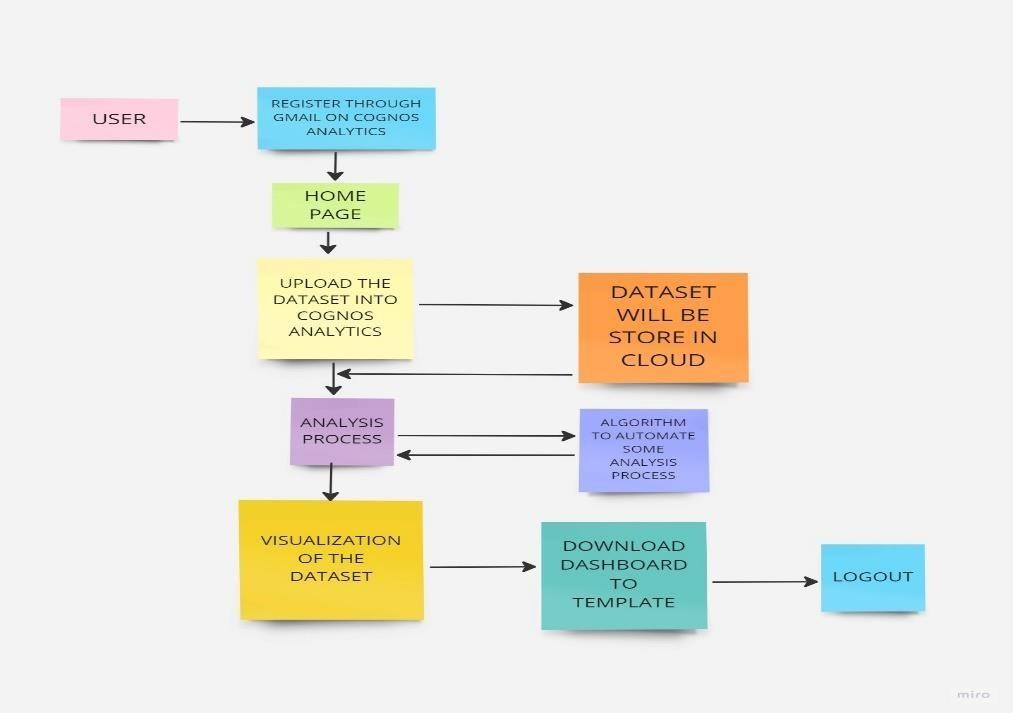 USER
REGISTER THROUGH
GMAIL ON COGNOS
ANALYTICS
HOME
PAGE
UPLOAD THE
DATASET INTO
COGNOS
ANALYTICS
DATASET
WILL BE
STORE IN
CLOUD
ANALYSIS
PROCESS
ALGORITHM
TO AUTOMATE
SOME
ANALYSIS
PROCESS
VISUALIZATION
OF THE
DATASET
DOWNLOAD
DASHBOARD
TO
TEMPLATE
LOGOUT
miro